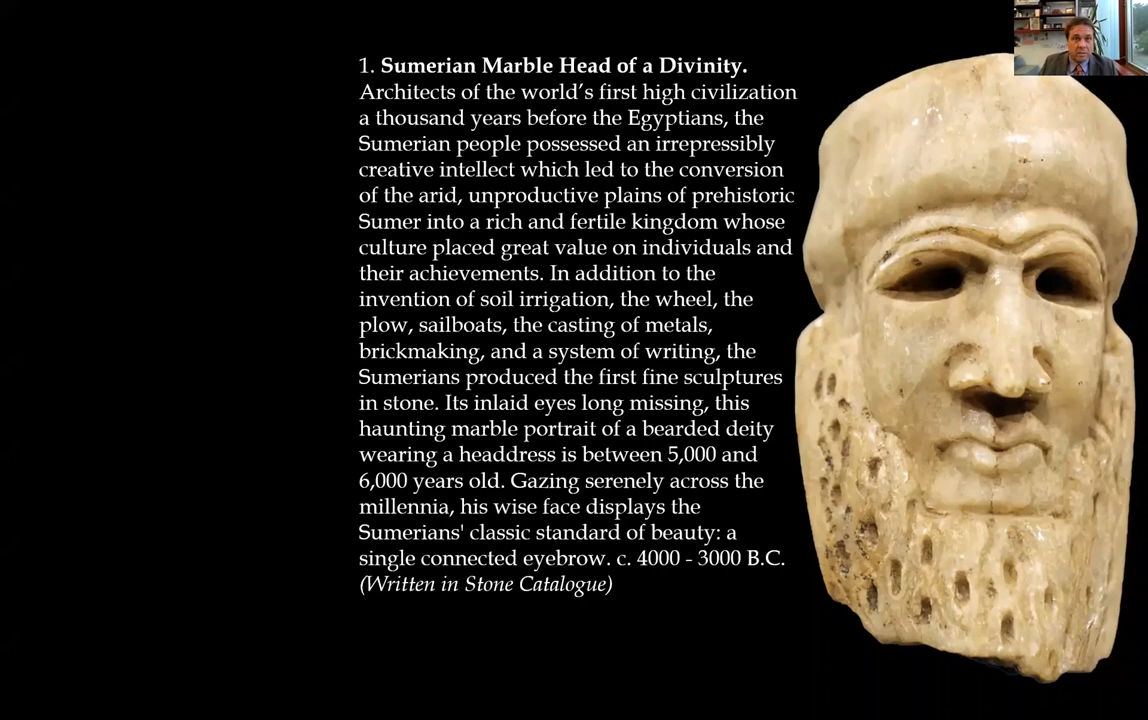 1. Sumerian Marble Head of a Divinity.
Architects of the world’s first high civilization
a thousand years before the Egyptians, the
Sumerian people possessed an irrepressibly
creative intellect which led to the conversion
of the arid, unproductive plains of prehistoric
Sumer into a rich and fertile kingdom whose
culture placed great value on individuals and
their achievements. In addition to the
invention of soil irrigation, the wheel, the
plow, sailboats, the casting of metals,
brickmaking, and a system of writing, the
Sumerians produced the first fine sculptures
in stone. Its inlaid eyes long missing, this
haunting marble portrait of a bearded deity
wearing a headdress is between 5,000 and
6,000 years old. Gazing serenely across the
millennia, his wise face displays the
Sumerians' classic standard of beauty: a
single connected eyebrow. c. 4000 - 3000 B.C.
(Written in Stone Catalogue)